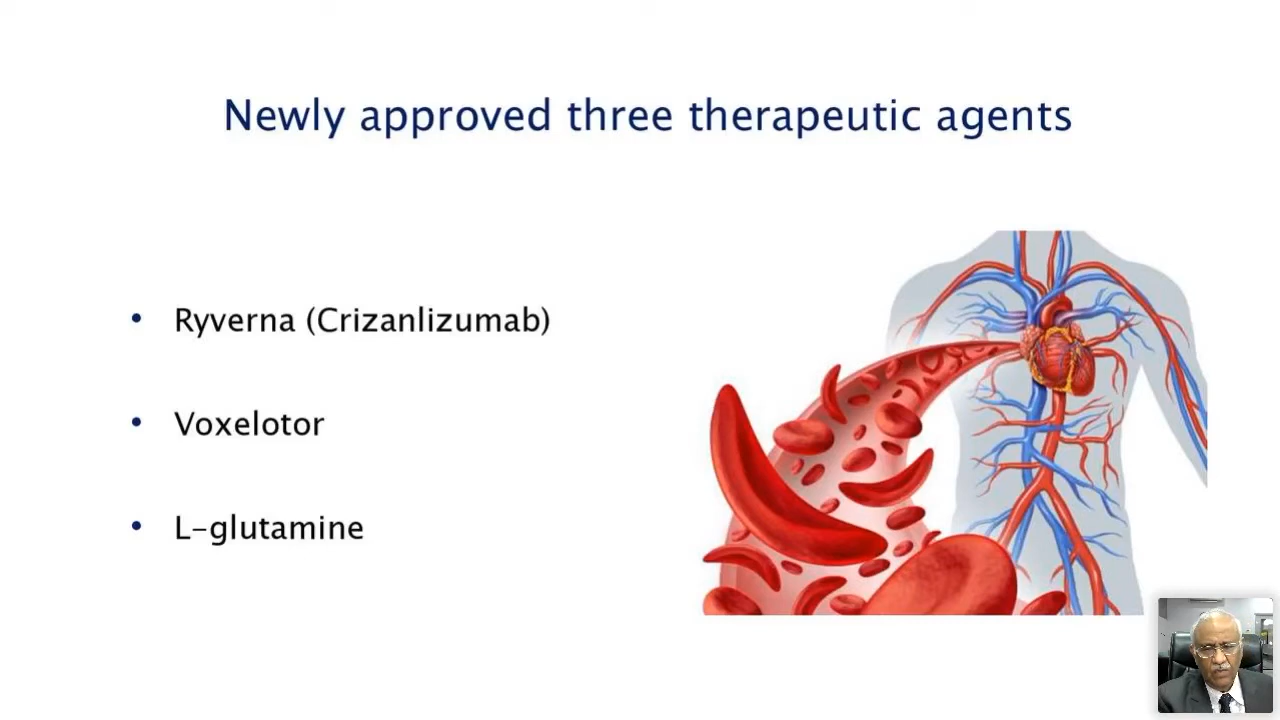 Newly approved three therapeutic agents
• Ryverna (Crizanlizumab)
• Voxelotor
• L-glutamine